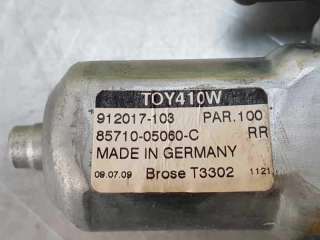 TOY410W
912017-103 PAR.100
85710-05060-C RR
MADE IN GERMANY
09.07.09 Brose T3302 1121